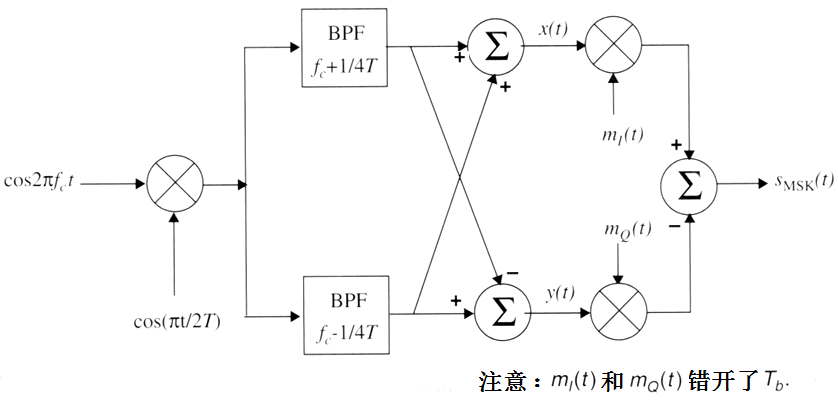 BPF
f_c+1/4T
Σ
x(t)
+
+
m_I(t)
cos2πf_ct
cos(πt/2T)
+
Σ
s_MSK(t)
−
m_Q(t)
BPF
f_c-1/4T
−
+
Σ
y(t)
注意：m_I(t) 和 m_Q(t) 错开了 T_b.